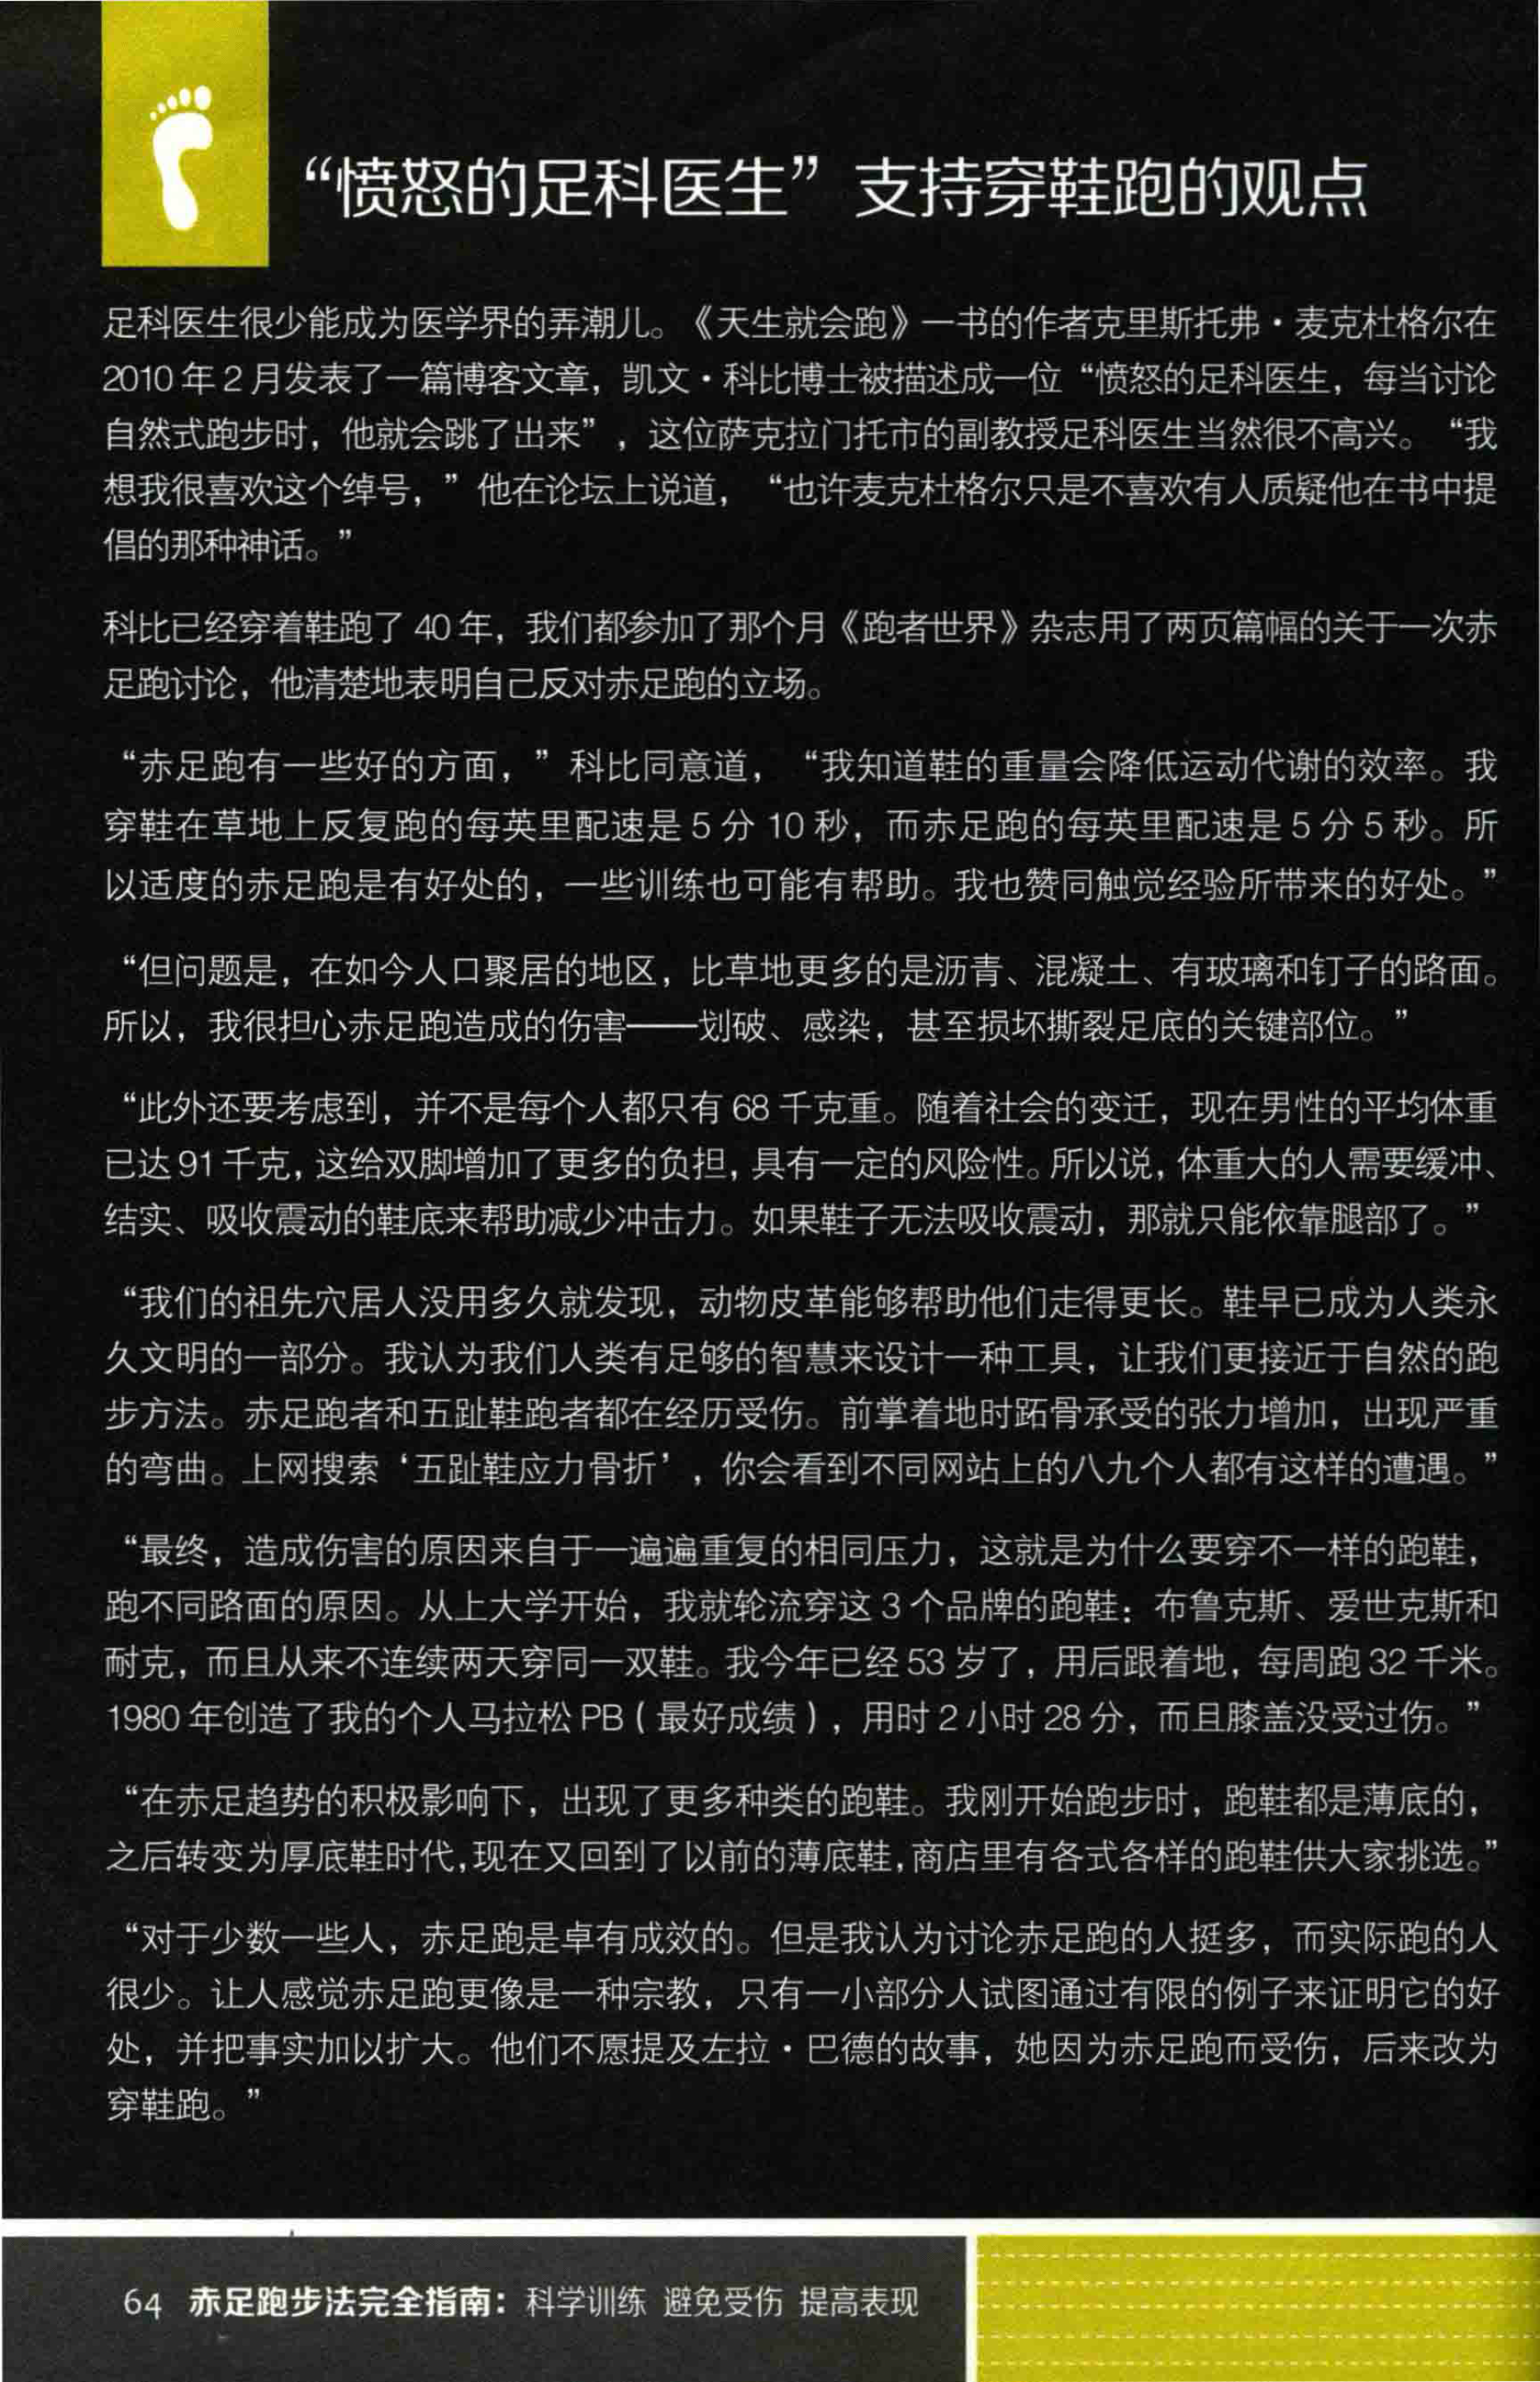 “愤怒的足科医生”支持穿鞋跑的观点
足科医生很少能成为医学界的弄潮儿。《天生就会跑》一书的作者克里斯托弗·麦克杜格尔在
2010 年 2 月发表了一篇博客文章，凯文·科比博士被描述成一位“愤怒的足科医生，每当讨论
自然式跑步时，他就会跳了出来”，这位萨克拉门托市的副教授足科医生当然很不高兴。“我
想我很喜欢这个绰号，”他在论坛上说道，“也许麦克杜格尔只是不喜欢有人质疑他在书中提
倡的那种神话。”
科比已经穿着鞋跑了 40 年，我们都参加了那个月《跑者世界》杂志用了两页篇幅的关于一次赤
足跑讨论，他清楚地表明自己反对赤足跑的立场。
“赤足跑有一些好的方面，”科比同意道，“我知道鞋的重量会降低运动代谢的效率。我
穿鞋在草地上反复跑的每英里配速是 5 分 10 秒，而赤足跑的每英里配速是 5 分 5 秒。所
以适度的赤足跑是有好处的，一些训练也可能有帮助。我也赞同触觉经验所带来的好处。”
“但问题是，在如今人口聚居的地区，比草地更多的是沥青、混凝土、有玻璃和钉子的路面。
所以，我很担心赤足跑造成的伤害——划破、感染，甚至损坏撕裂足底的关键部位。”
“此外还要考虑到，并不是每个人都只有 68 千克重。随着社会的变迁，现在男性的平均体重
已达 91 千克，这给双脚增加了更多的负担，具有一定的风险性。所以说，体重大的人需要缓冲、
结实、吸收震动的鞋底来帮助减少冲击力。如果鞋子无法吸收震动，那就只能依靠腿部了。”
“我们的祖先穴居人没用多久就发现，动物皮革能够帮助他们走得更长。鞋早已成为人类永
久文明的一部分。我认为我们人类有足够的智慧来设计一种工具，让我们更接近于自然的跑
步方法。赤足跑者和五趾鞋跑者都在经历受伤。前掌着地时跖骨承受的张力增加，出现严重
的弯曲。上网搜索‘五趾鞋应力骨折’，你会看到不同网站上的八九个人都有这样的遭遇。”
“最终，造成伤害的原因来自于一遍遍重复的相同压力，这就是为什么要穿不一样的跑鞋，
跑不同路面的原因。从上大学开始，我就轮流穿这 3 个品牌的跑鞋：布鲁克斯、爱世克斯和
耐克，而且从来不连续两天穿同一双鞋。我今年已经 53 岁了，用后跟着地，每周跑 32 千米。
1980 年创造了我的个人马拉松 PB（最好成绩），用时 2 小时 28 分，而且膝盖没受过伤。”
“在赤足趋势的积极影响下，出现了更多种类的跑鞋。我刚开始跑步时，跑鞋都是薄底的，
之后转变为厚底鞋时代，现在又回到了以前的薄底鞋，商店里有各式各样的跑鞋供大家挑选。”
“对于少数一些人，赤足跑是卓有成效的。但是我认为讨论赤足跑的人挺多，而实际跑的人
很少。让人感觉赤足跑更像是一种宗教，只有一小部分人试图通过有限的例子来证明它的好
处，并把事实加以扩大。他们不愿提及左拉·巴德的故事，她因为赤足跑而受伤，后来改为
穿鞋跑。”
64 赤足跑步法完全指南：科学训练 避免受伤 提高表现